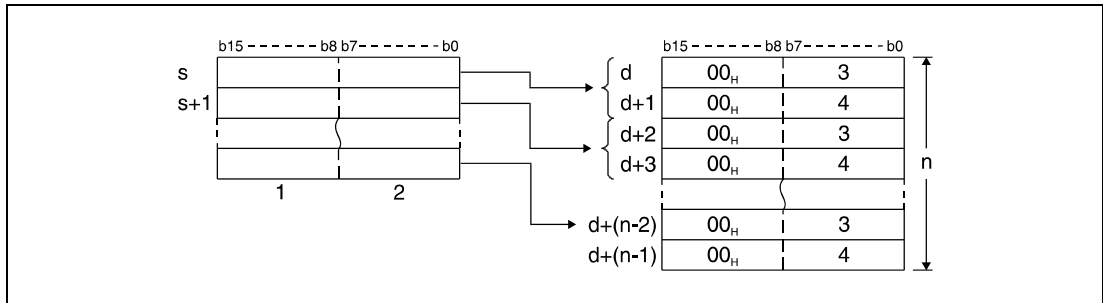 b15 - - - - - - - b8 b7 - - - - - - - b0
s
s+1
1 2
b15 - - - - - - - b8 b7 - - - - - - - b0
d 00H 3
d+1 00H 4
d+2 00H 3
d+3 00H 4
n
d+(n-2) 00H 3
d+(n-1) 00H 4